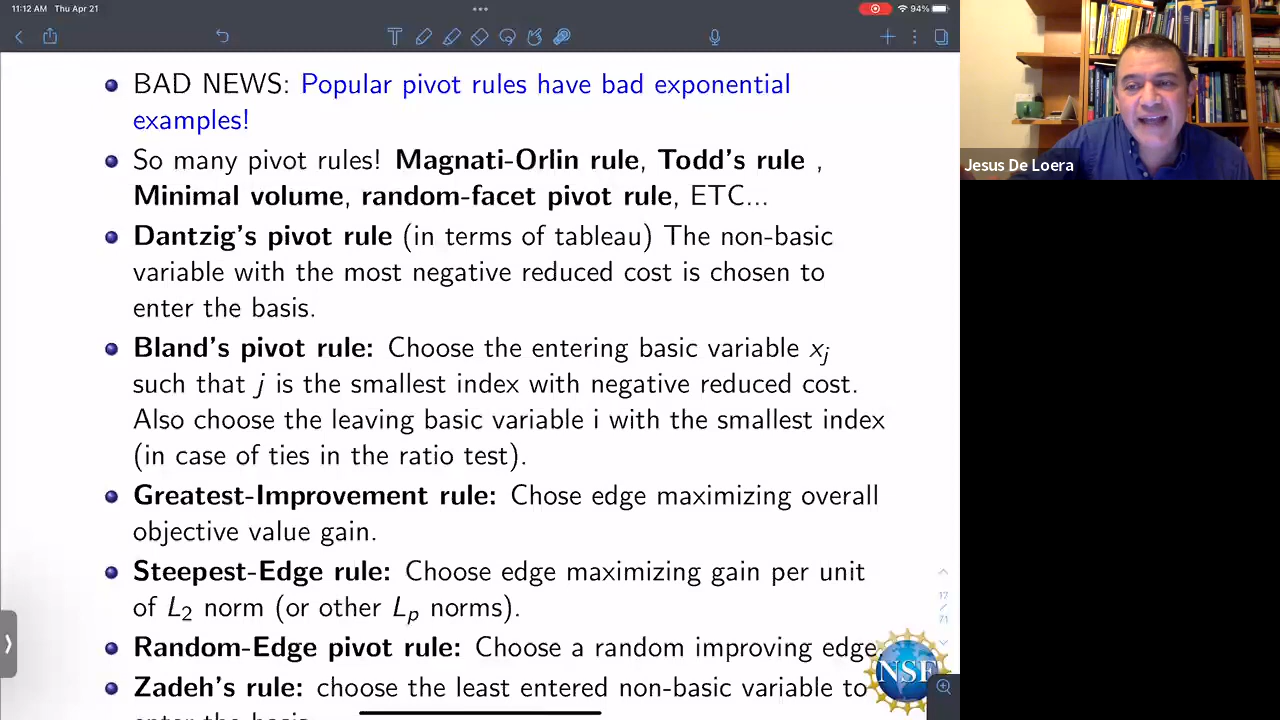 11:12 AM Thu Apr 21
94%
T
BAD NEWS: Popular pivot rules have bad exponential
examples!
So many pivot rules! Magnati-Orlin rule, Todd's rule ,
Minimal volume, random-facet pivot rule, ETC...
Dantzig's pivot rule (in terms of tableau) The non-basic
variable with the most negative reduced cost is chosen to
enter the basis.
Bland's pivot rule: Choose the entering basic variable xj
such that j is the smallest index with negative reduced cost.
Also choose the leaving basic variable i with the smallest index
(in case of ties in the ratio test).
Greatest-Improvement rule: Chose edge maximizing overall
objective value gain.
Steepest-Edge rule: Choose edge maximizing gain per unit
of L2 norm (or other Lp norms).
Random-Edge pivot rule: Choose a random improving edge.
Zadeh's rule: choose the least entered non-basic variable to
enter the basis
17
/
71
NSF
Jesus De Loera